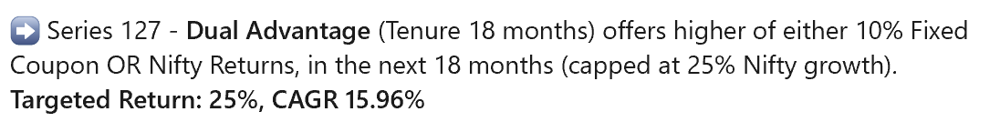 ➡ Series 127 - Dual Advantage (Tenure 18 months) offers higher of either 10% Fixed
Coupon OR Nifty Returns, in the next 18 months (capped at 25% Nifty growth).
Targeted Return: 25%, CAGR 15.96%